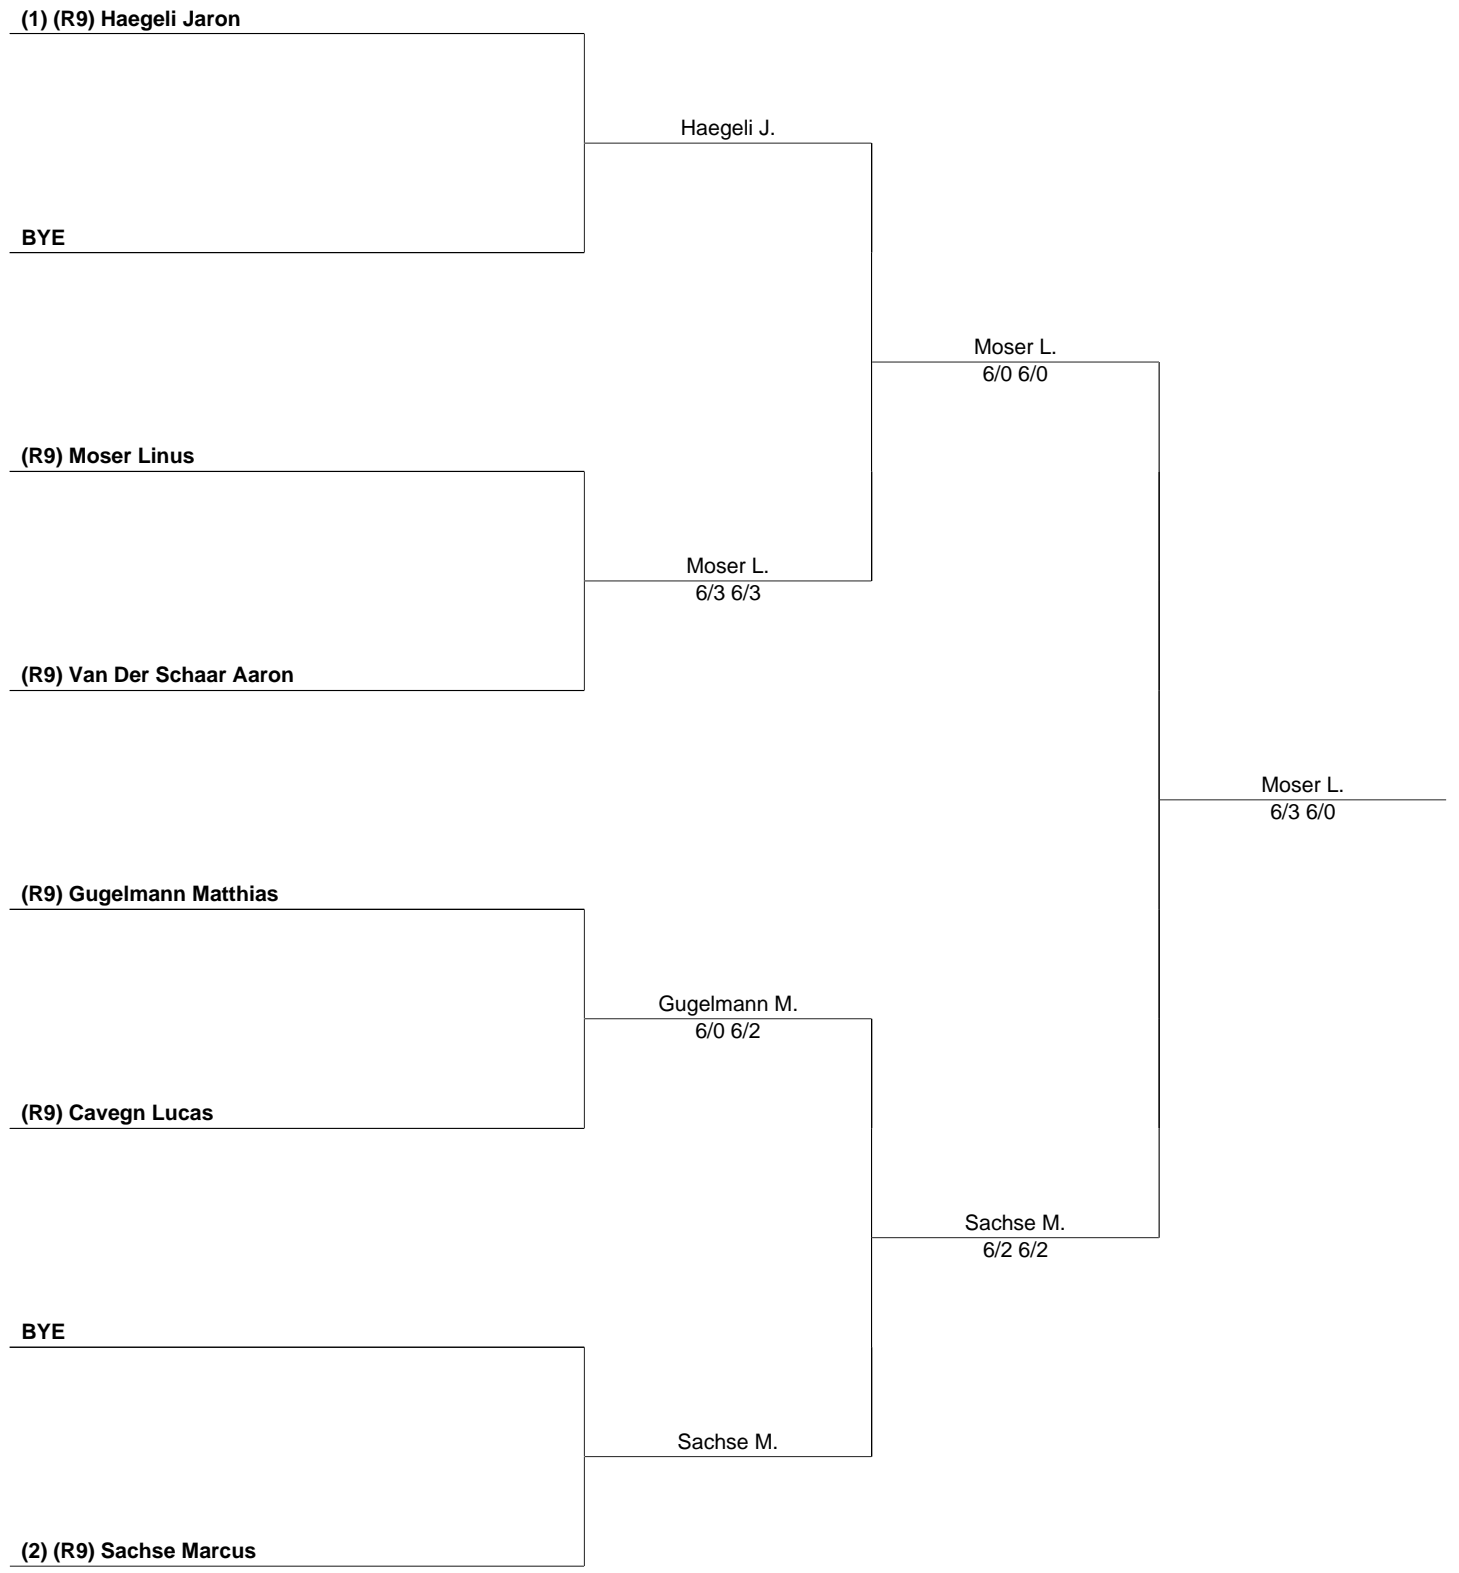 (1) (R9) Haegeli Jaron
Haegeli J.
BYE
Moser L.
6/0 6/0
(R9) Moser Linus
Moser L.
6/3 6/3
(R9) Van Der Schaar Aaron
Moser L.
6/3 6/0
(R9) Gugelmann Matthias
Gugelmann M.
6/0 6/2
(R9) Cavegn Lucas
Sachse M.
6/2 6/2
BYE
Sachse M.
(2) (R9) Sachse Marcus